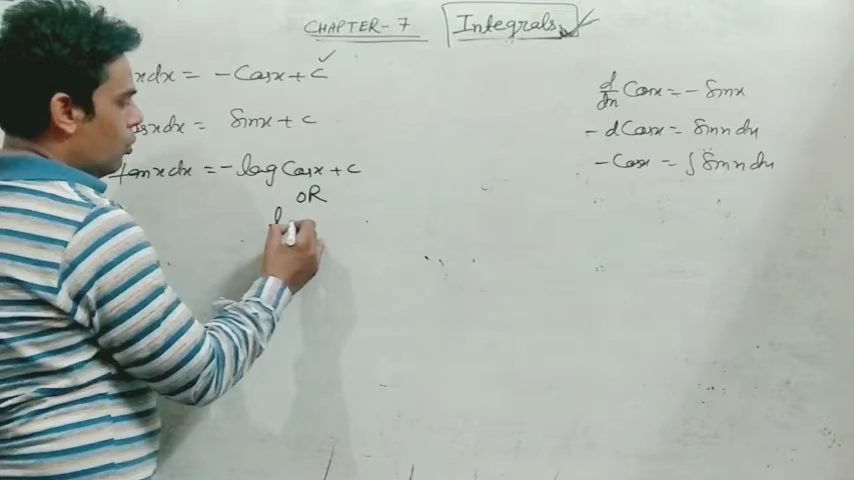 CHAPTER-7 Integrals
xdx = -Cosx + c
d/dx Cosx = - Sinx
osxdx = Sinx + c
- d Cosx = Sinx dx
tanxdx = - log Cosx + c
- Cosx = ∫ Sinx dx
OR
l